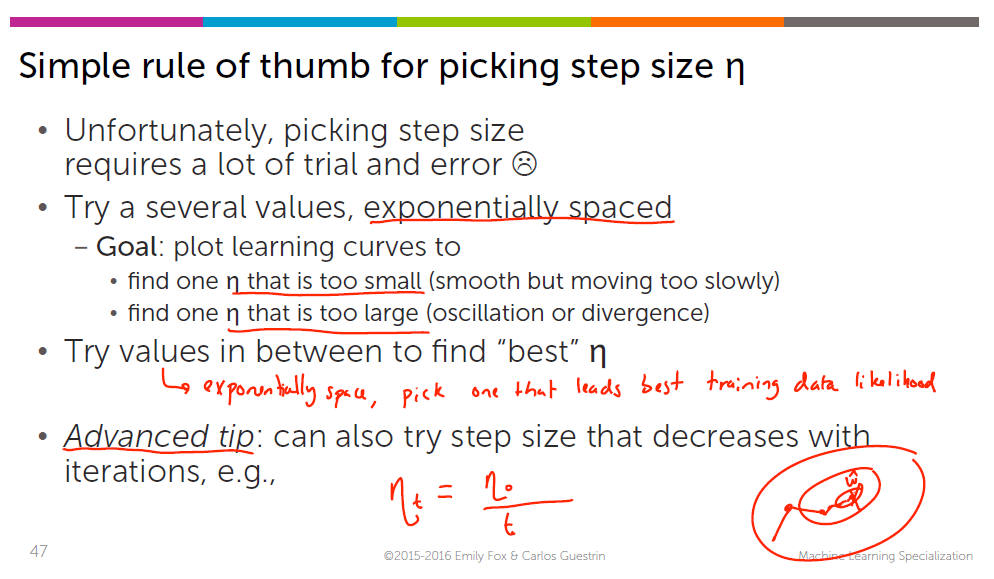 Simple rule of thumb for picking step size η
• Unfortunately, picking step size
requires a lot of trial and error ☹
• Try a several values, exponentially spaced
– Goal: plot learning curves to
• find one η that is too small (smooth but moving too slowly)
• find one η that is too large (oscillation or divergence)
• Try values in between to find “best” η
↳ exponentially space, pick one that leads best training data likelihood
• Advanced tip: can also try step size that decreases with
iterations, e.g.,
ηₜ = η₀ / t
ŵ
47
©2015-2016 Emily Fox & Carlos Guestrin
Machine Learning Specialization